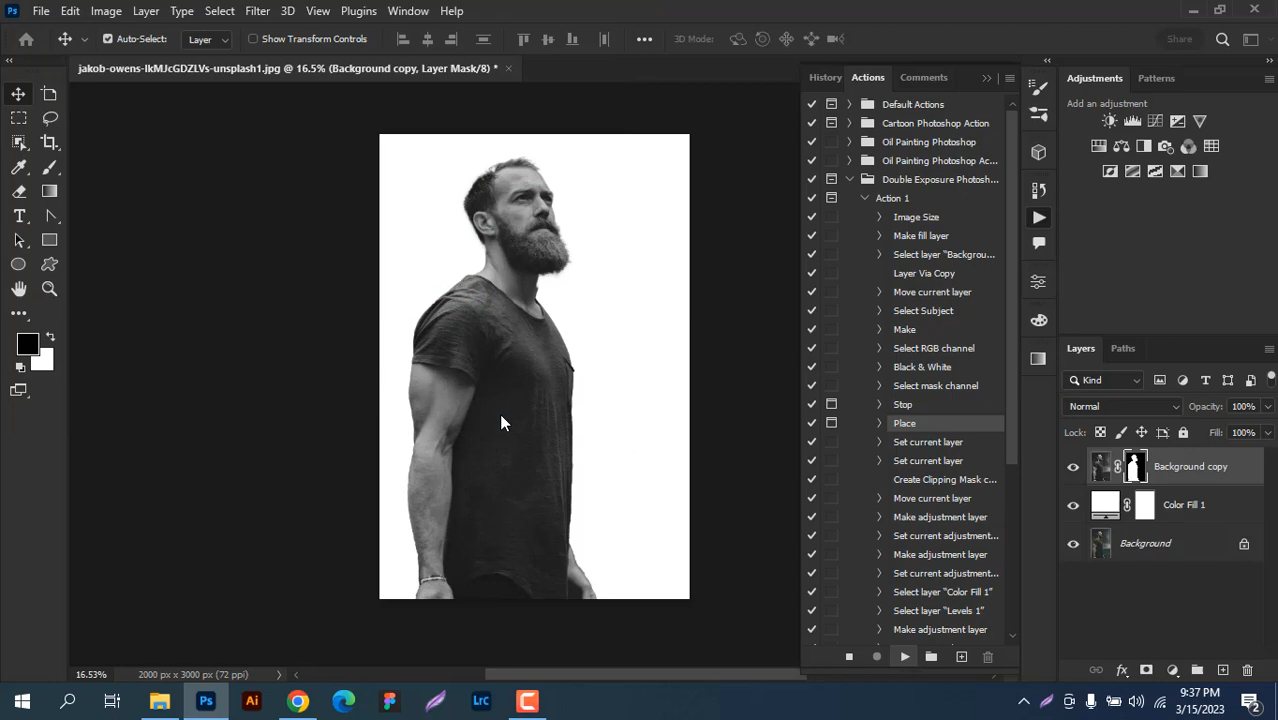 Ps File Edit Image Layer Type Select Filter 3D View Plugins Window Help
Auto-Select: Layer Show Transform Controls 3D Mode: Share
jakob-owens-lkMJcGDZLVs-unsplash1.jpg @ 16.5% (Background copy, Layer Mask/8) *
History Actions Comments
Default Actions
Cartoon Photoshop Action
Oil Painting Photoshop
Oil Painting Photoshop Ac...
Double Exposure Photosh...
Action 1
Image Size
Make fill layer
Select layer “Backgrou...
Layer Via Copy
Move current layer
Select Subject
Make
Select RGB channel
Black & White
Select mask channel
Stop
Place
Set current layer
Set current layer
Create Clipping Mask c...
Move current layer
Make adjustment layer
Set current adjustment...
Make adjustment layer
Set current adjustment...
Select layer “Color Fill 1”
Select layer “Levels 1”
Make adjustment layer
Adjustments Patterns
Add an adjustment
Layers Paths
Kind
Normal Opacity: 100%
Lock: Fill: 100%
Background copy
Color Fill 1
Background
16.53% 2000 px x 3000 px (72 ppi)
Ps Ai LrC
9:37 PM
3/15/2023
2